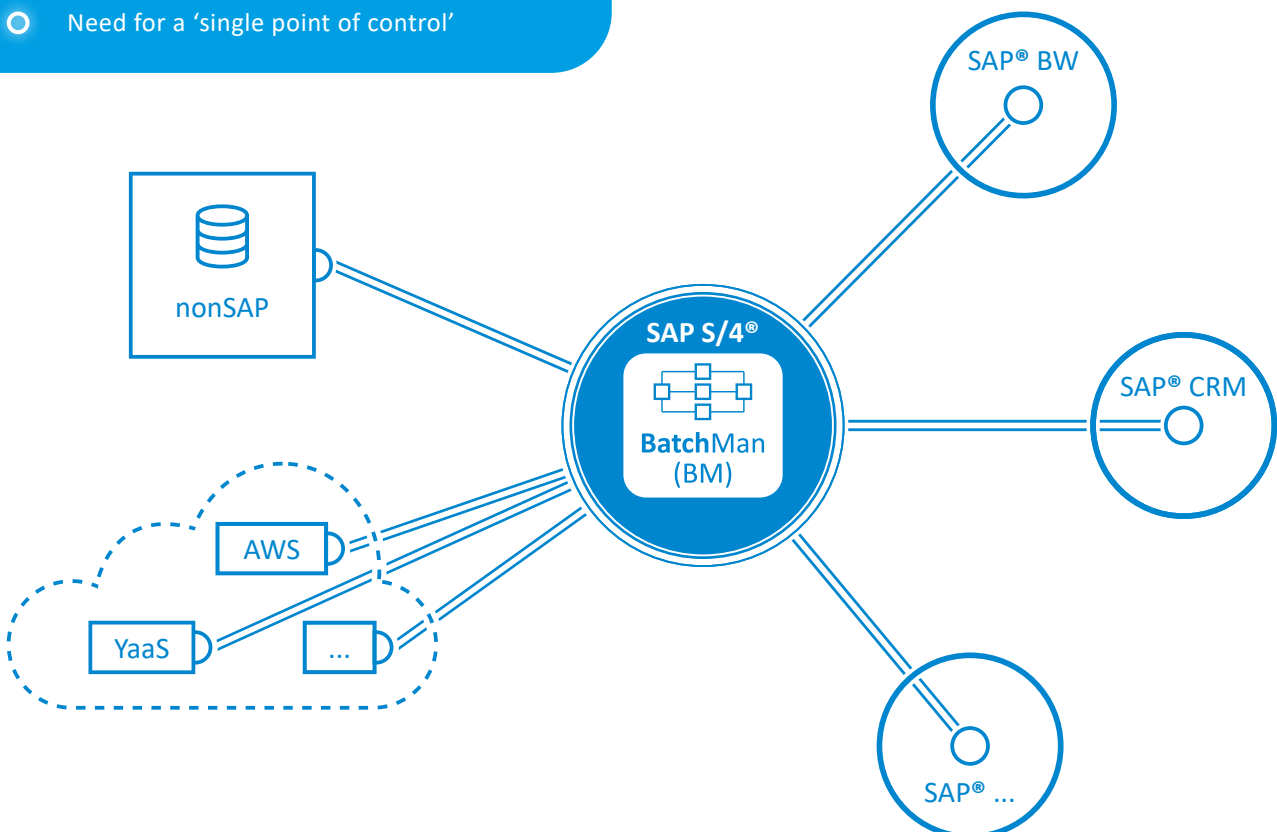 Need for a ‘single point of control’
SAP® BW
nonSAP
SAP S/4®
SAP® CRM
BatchMan
(BM)
AWS
YaaS
...
SAP® ...